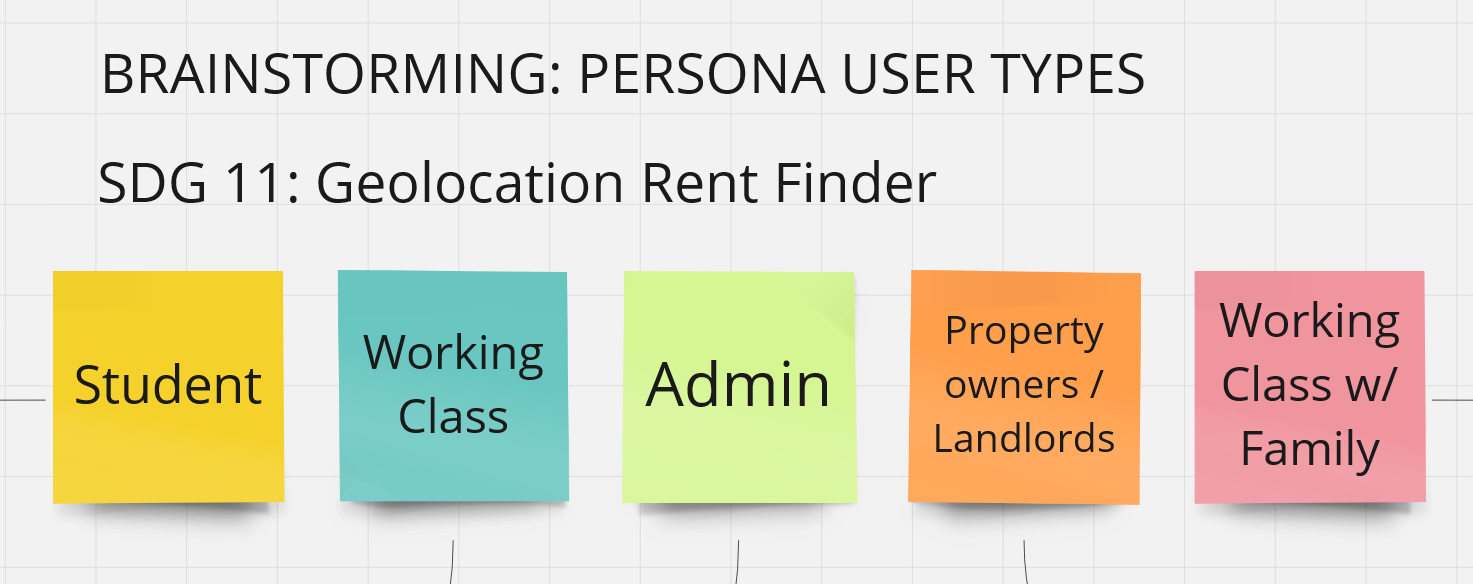 BRAINSTORMING: PERSONA USER TYPES
SDG 11: Geolocation Rent Finder
Student
Working
Class
Admin
Property
owners /
Landlords
Working
Class w/
Family